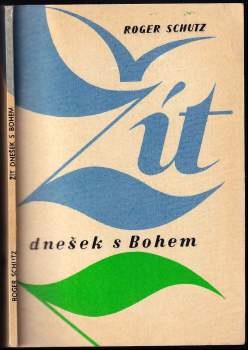 ROGER SCHUTZ
Žít
dnešek s Bohem
ŽÍT DNEŠEK S BOHEM
ROGER SCHUTZ